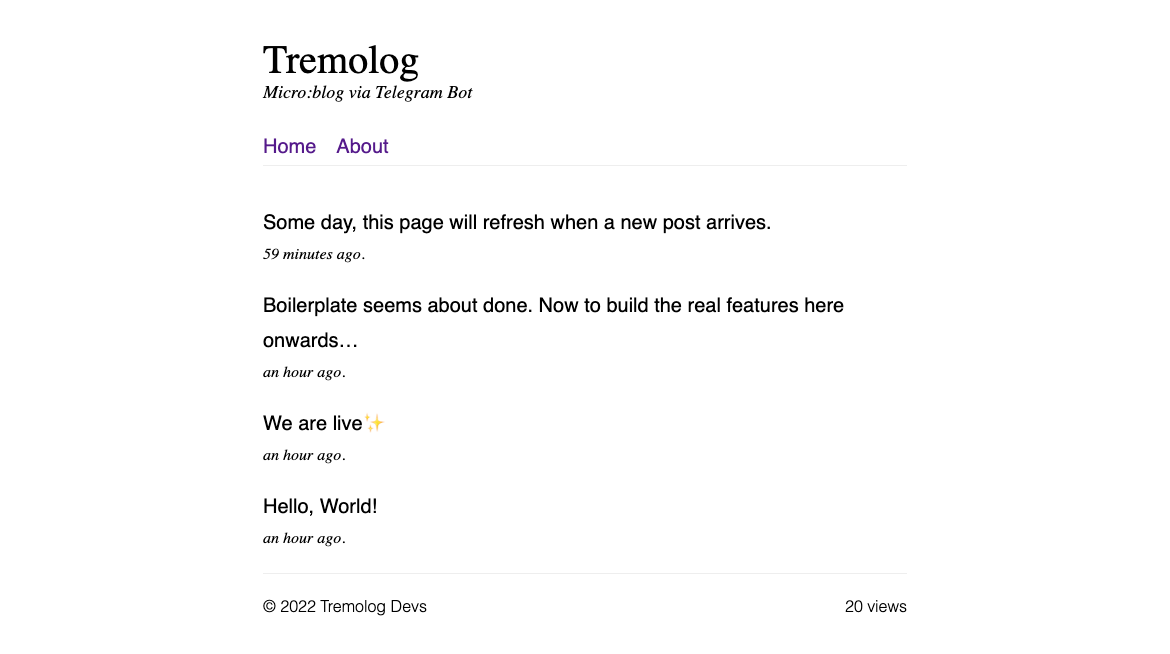 Tremolog
Micro:blog via Telegram Bot
Home About
Some day, this page will refresh when a new post arrives.
59 minutes ago.
Boilerplate seems about done. Now to build the real features here
onwards…
an hour ago.
We are live✨
an hour ago.
Hello, World!
an hour ago.
© 2022 Tremolog Devs 20 views